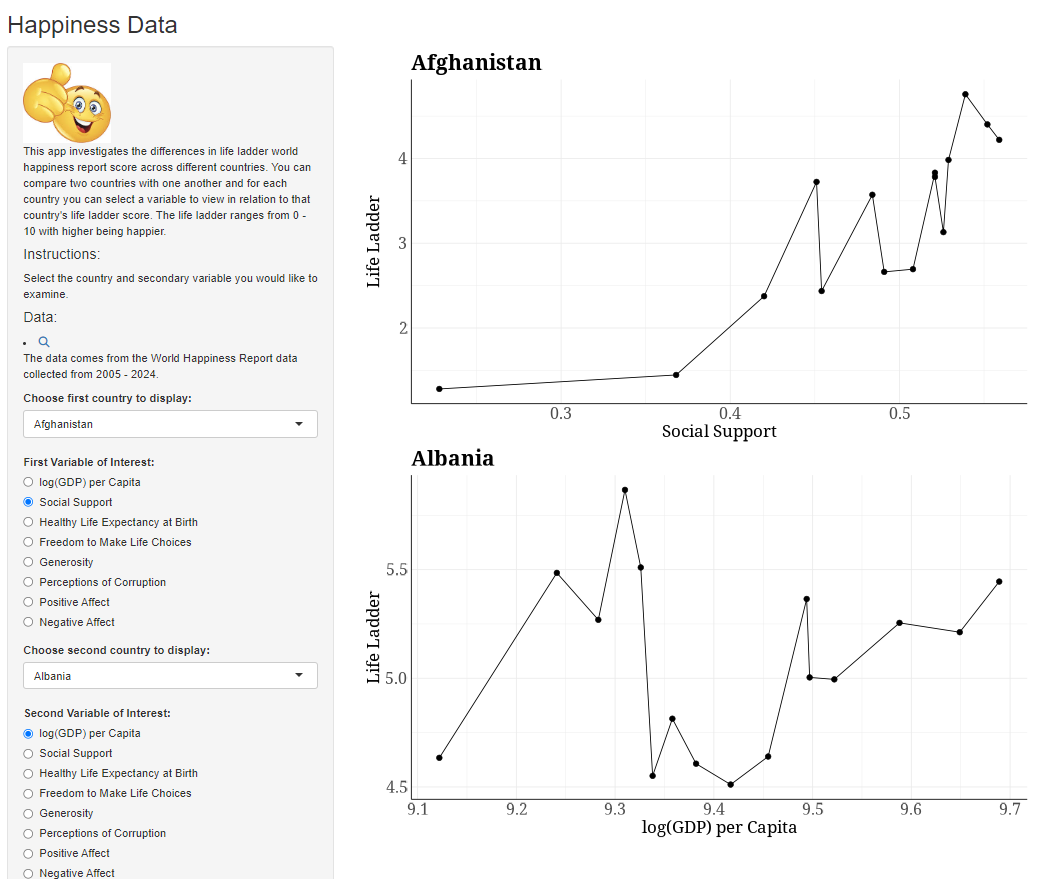 Happiness Data
This app investigates the differences in life ladder world
happiness report score across different countries. You can
compare two countries with one another and for each
country you can select a variable to view in relation to that
country's life ladder score. The life ladder ranges from 0 -
10 with higher being happier.
Instructions:
Select the country and secondary variable you would like to
examine.
Data:
The data comes from the World Happiness Report data
collected from 2005 - 2024.
Choose first country to display:
Afghanistan
First Variable of Interest:
log(GDP) per Capita
Social Support
Healthy Life Expectancy at Birth
Freedom to Make Life Choices
Generosity
Perceptions of Corruption
Positive Affect
Negative Affect
Choose second country to display:
Albania
Second Variable of Interest:
log(GDP) per Capita
Social Support
Healthy Life Expectancy at Birth
Freedom to Make Life Choices
Generosity
Perceptions of Corruption
Positive Affect
Negative Affect
Afghanistan
Life Ladder
4
3
2
0.3 0.4 0.5
Social Support
Albania
Life Ladder
5.5
5.0
4.5
9.1 9.2 9.3 9.4 9.5 9.6 9.7
log(GDP) per Capita